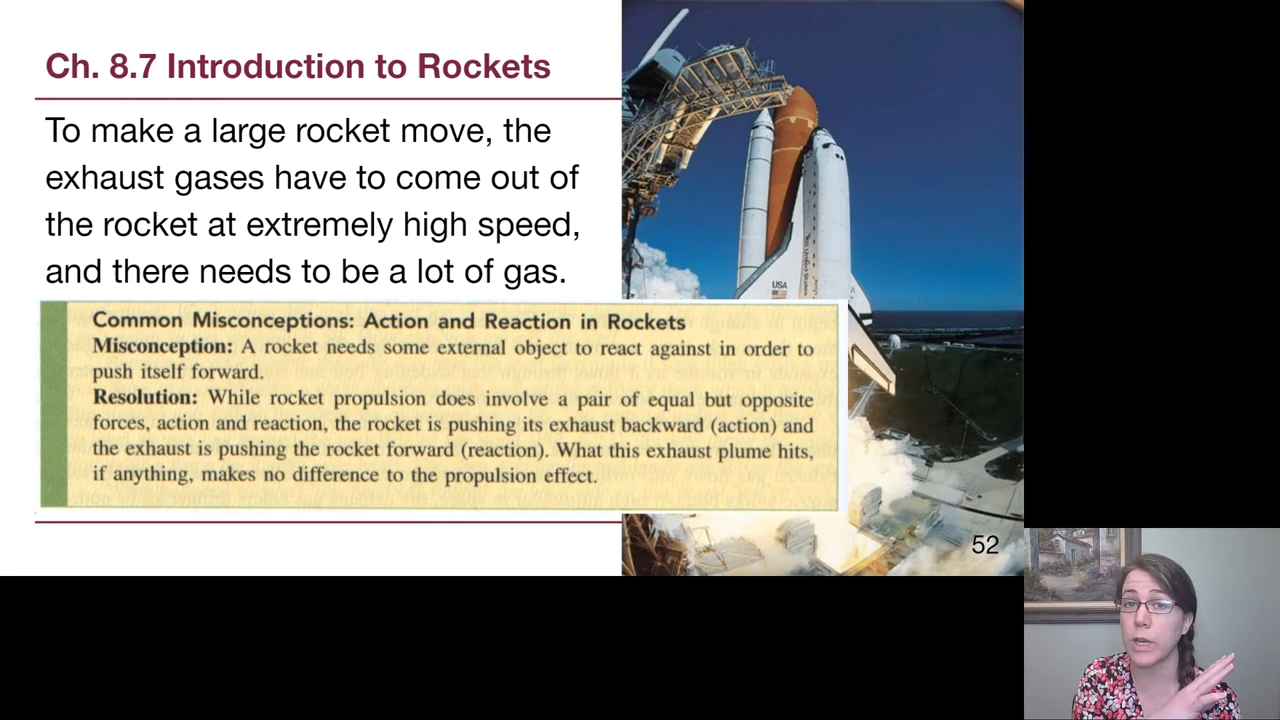 Ch. 8.7 Introduction to Rockets
To make a large rocket move, the
exhaust gases have to come out of
the rocket at extremely high speed,
and there needs to be a lot of gas.
USA
Common Misconceptions: Action and Reaction in Rockets
Misconception: A rocket needs some external object to react against in order to
push itself forward.
Resolution: While rocket propulsion does involve a pair of equal but opposite
forces, action and reaction, the rocket is pushing its exhaust backward (action) and
the exhaust is pushing the rocket forward (reaction). What this exhaust plume hits,
if anything, makes no difference to the propulsion effect.
52